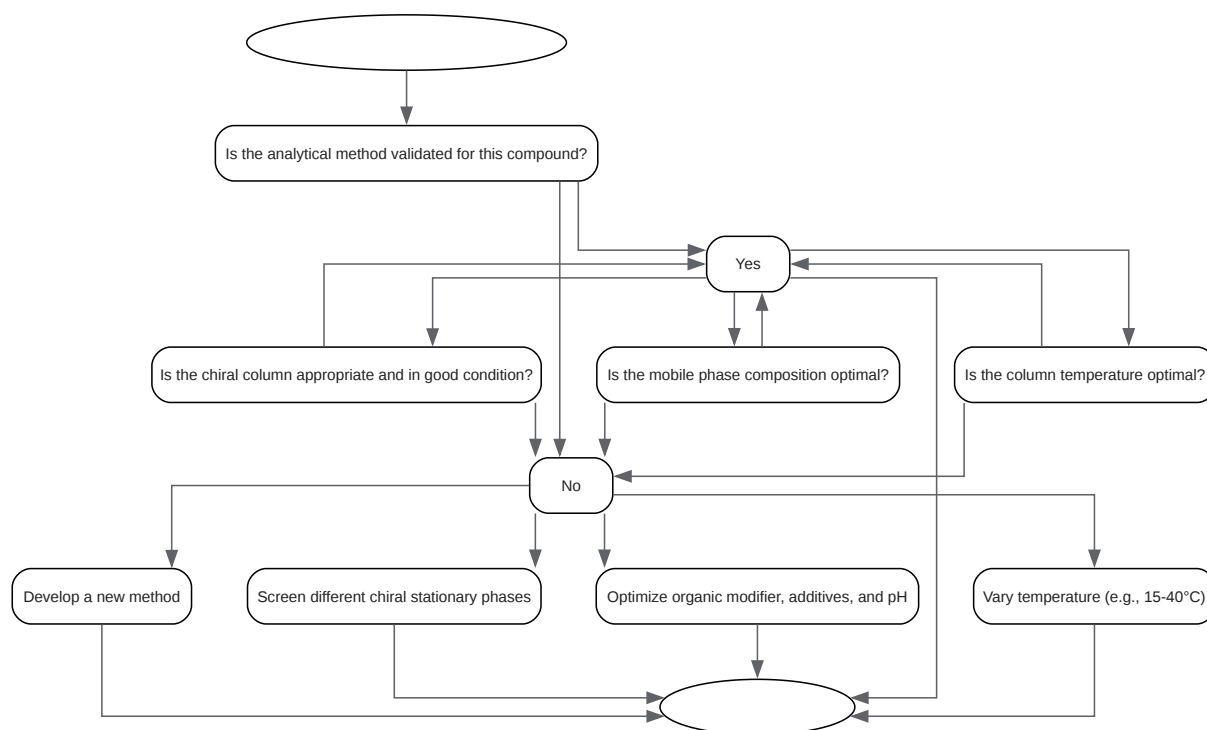 Is the analytical method validated for this compound?
Yes
Is the chiral column appropriate and in good condition?
Is the mobile phase composition optimal?
Is the column temperature optimal?
No
Develop a new method
Screen different chiral stationary phases
Optimize organic modifier, additives, and pH
Vary temperature (e.g., 15-40°C)